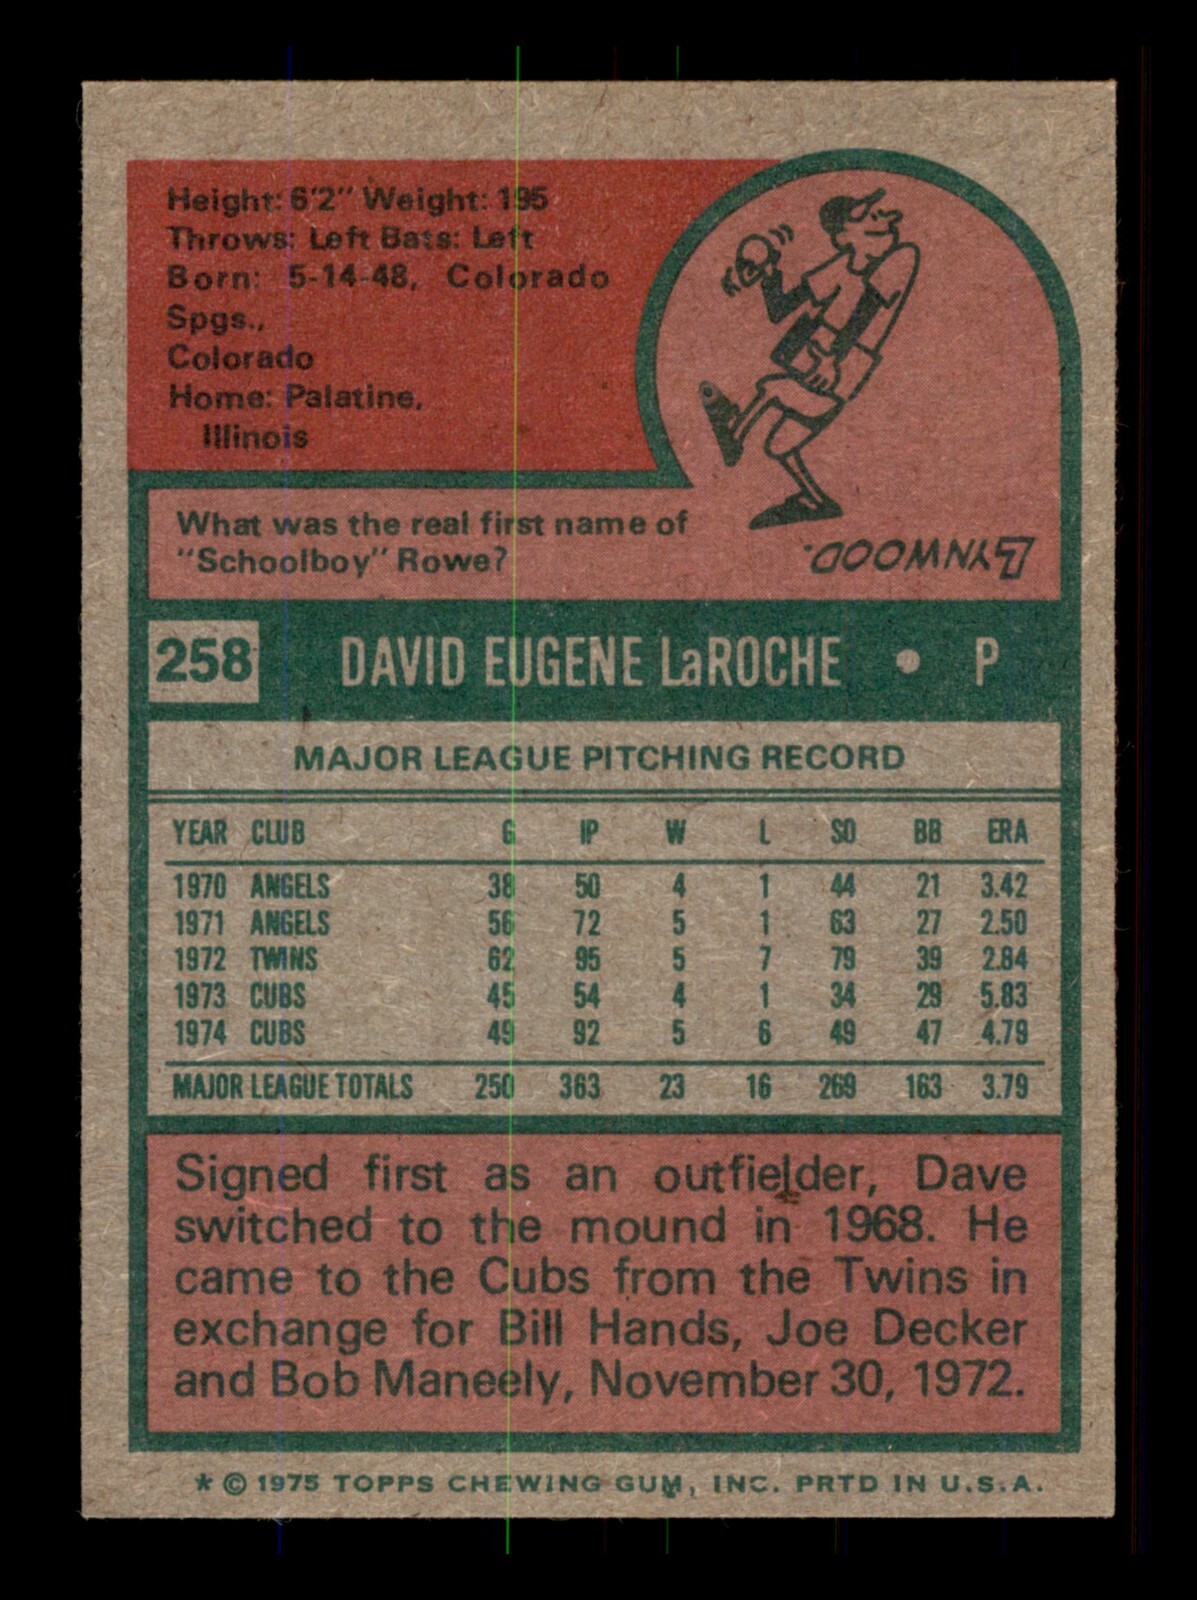 Height: 6'2" Weight: 195
Throws: Left Bats: Left
Born: 5-14-48, Colorado
Spgs.,
Colorado
Home: Palatine,
Illinois
What was the real first name of
"Schoolboy" Rowe?
LYNWOOD.
258 DAVID EUGENE LaROCHE • P
MAJOR LEAGUE PITCHING RECORD
YEAR CLUB G IP W L SO BB ERA
1970 ANGELS 38 50 4 1 44 21 3.42
1971 ANGELS 56 72 5 1 63 27 2.50
1972 TWINS 62 95 5 7 79 39 2.84
1973 CUBS 45 54 4 1 34 29 5.83
1974 CUBS 49 92 5 6 49 47 4.79
MAJOR LEAGUE TOTALS 250 363 23 16 269 163 3.79
Signed first as an outfielder, Dave
switched to the mound in 1968. He
came to the Cubs from the Twins in
exchange for Bill Hands, Joe Decker
and Bob Maneely, November 30, 1972.
* © 1975 TOPPS CHEWING GUM, INC. PRTD IN U.S.A.